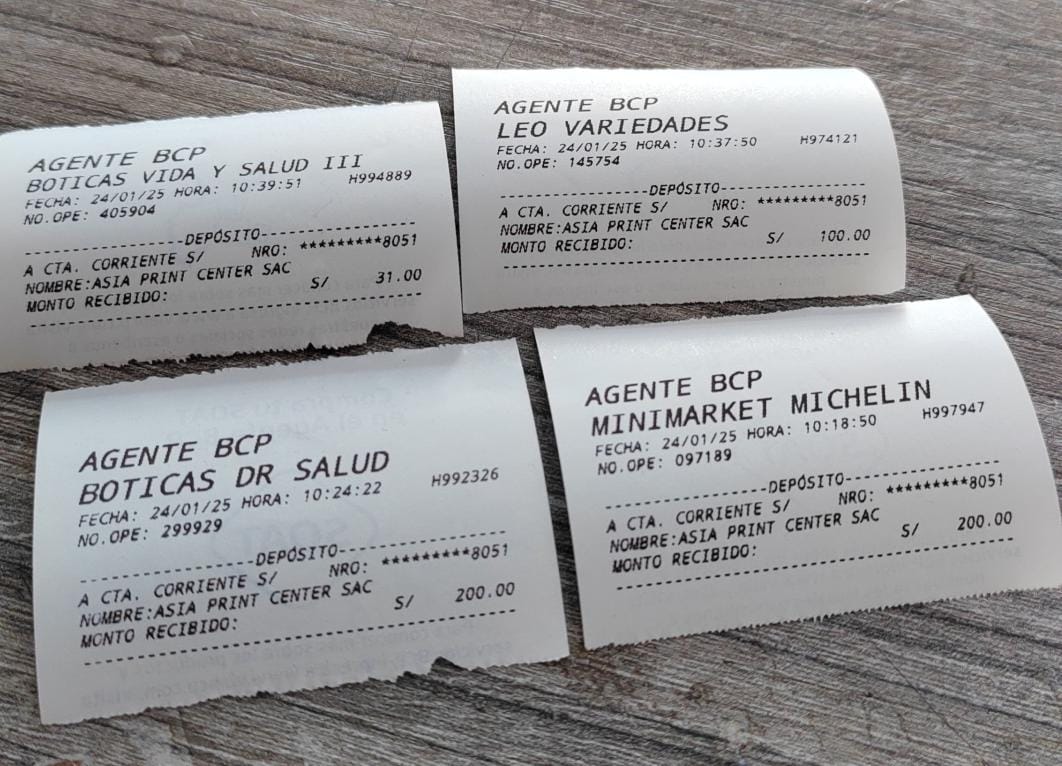 AGENTE BCP
BOTICAS VIDA Y SALUD III
FECHA: 24/01/25 HORA: 10:39:51 H994889
NO.OPE: 405904
DEPÓSITO
A CTA. CORRIENTE S/ NRO: *********8051
NOMBRE:ASIA PRINT CENTER SAC
MONTO RECIBIDO: S/ 31.00
AGENTE BCP
LEO VARIEDADES
FECHA: 24/01/25 HORA: 10:37:50 H974121
NO.OPE: 145754
DEPÓSITO
A CTA. CORRIENTE S/ NRO: *********8051
NOMBRE:ASIA PRINT CENTER SAC
MONTO RECIBIDO: S/ 100.00
AGENTE BCP
BOTICAS DR SALUD
FECHA: 24/01/25 HORA: 10:24:22 H992326
NO.OPE: 299929
DEPÓSITO
A CTA. CORRIENTE S/ NRO: *********8051
NOMBRE:ASIA PRINT CENTER SAC
MONTO RECIBIDO: S/ 200.00
AGENTE BCP
MINIMARKET MICHELIN
FECHA: 24/01/25 HORA: 10:18:50 H997947
NO.OPE: 097189
DEPÓSITO
A CTA. CORRIENTE S/ NRO: *********8051
NOMBRE:ASIA PRINT CENTER SAC
MONTO RECIBIDO: S/ 200.00